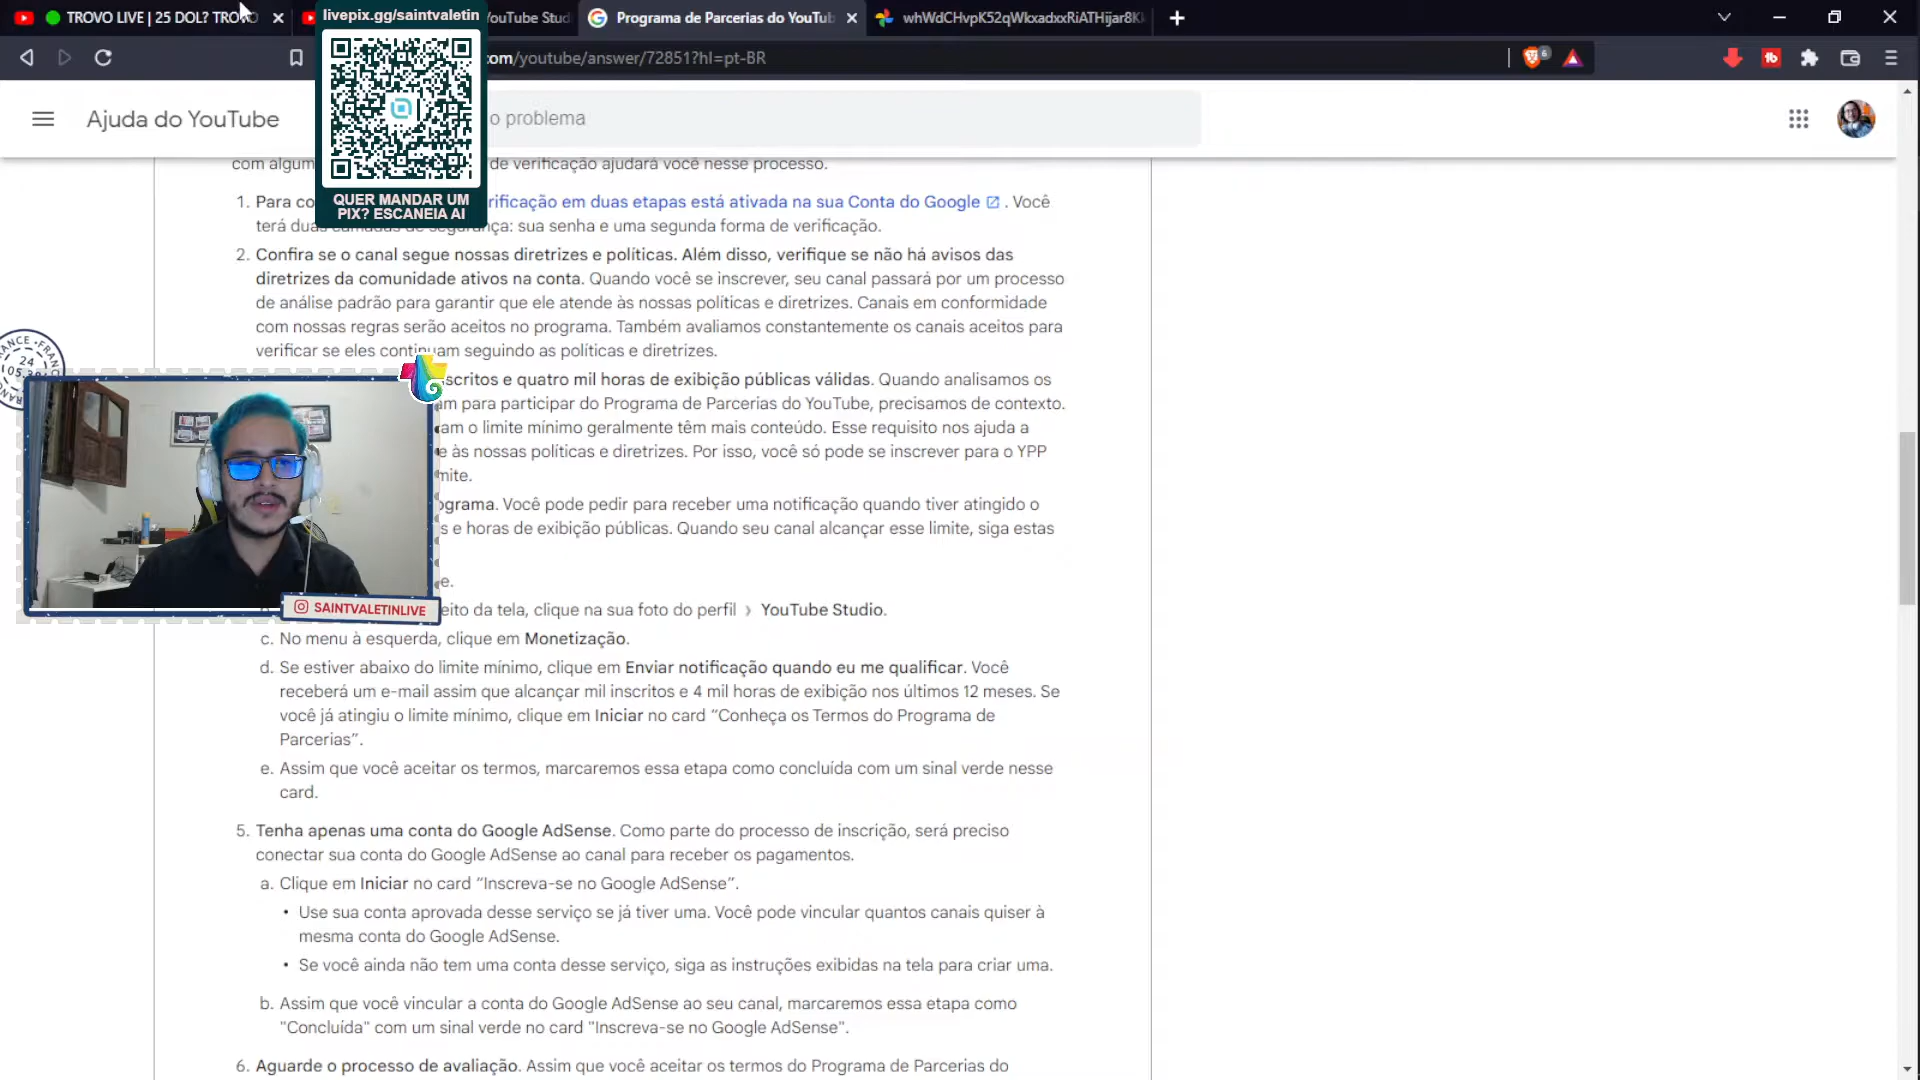 TROVO LIVE | 25 DOL? TROVO
livepix.gg/saintvaletin
YouTube Stud
Programa de Parcerias do YouTub
whWdCHvpK52qWkxadxxRiATHijar8K
com/youtube/answer/72851?hl=pt-BR
6
Ajuda do YouTube
o problema
QUER MANDAR UM
PIX? ESCANEIA AI
com algum
de verificação ajudará você nesse processo.
1. Para co
rificação em duas etapas está ativada na sua Conta do Google . Você
terá duas camadas de segurança: sua senha e uma segunda forma de verificação.
2. Confira se o canal segue nossas diretrizes e políticas. Além disso, verifique se não há avisos das
diretrizes da comunidade ativos na conta. Quando você se inscrever, seu canal passará por um processo
de análise padrão para garantir que ele atende às nossas políticas e diretrizes. Canais em conformidade
com nossas regras serão aceitos no programa. Também avaliamos constantemente os canais aceitos para
verificar se eles continuam seguindo as políticas e diretrizes.
scritos e quatro mil horas de exibição públicas válidas. Quando analisamos os
am para participar do Programa de Parcerias do YouTube, precisamos de contexto.
am o limite mínimo geralmente têm mais conteúdo. Esse requisito nos ajuda a
e às nossas políticas e diretrizes. Por isso, você só pode se inscrever para o YPP
mite.
ograma. Você pode pedir para receber uma notificação quando tiver atingido o
s e horas de exibição públicas. Quando seu canal alcançar esse limite, siga estas
e.
eito da tela, clique na sua foto do perfil › YouTube Studio.
FRANCE
24
SAINTVALETINLIVE
c. No menu à esquerda, clique em Monetização.
d. Se estiver abaixo do limite mínimo, clique em Enviar notificação quando eu me qualificar. Você
receberá um e-mail assim que alcançar mil inscritos e 4 mil horas de exibição nos últimos 12 meses. Se
você já atingiu o limite mínimo, clique em Iniciar no card “Conheça os Termos do Programa de
Parcerias”.
e. Assim que você aceitar os termos, marcaremos essa etapa como concluída com um sinal verde nesse
card.
5. Tenha apenas uma conta do Google AdSense. Como parte do processo de inscrição, será preciso
conectar sua conta do Google AdSense ao canal para receber os pagamentos.
a. Clique em Iniciar no card “Inscreva-se no Google AdSense”.
• Use sua conta aprovada desse serviço se já tiver uma. Você pode vincular quantos canais quiser à
mesma conta do Google AdSense.
• Se você ainda não tem uma conta desse serviço, siga as instruções exibidas na tela para criar uma.
b. Assim que você vincular a conta do Google AdSense ao seu canal, marcaremos essa etapa como
"Concluída" com um sinal verde no card "Inscreva-se no Google AdSense".
6. Aguarde o processo de avaliação. Assim que você aceitar os termos do Programa de Parcerias do